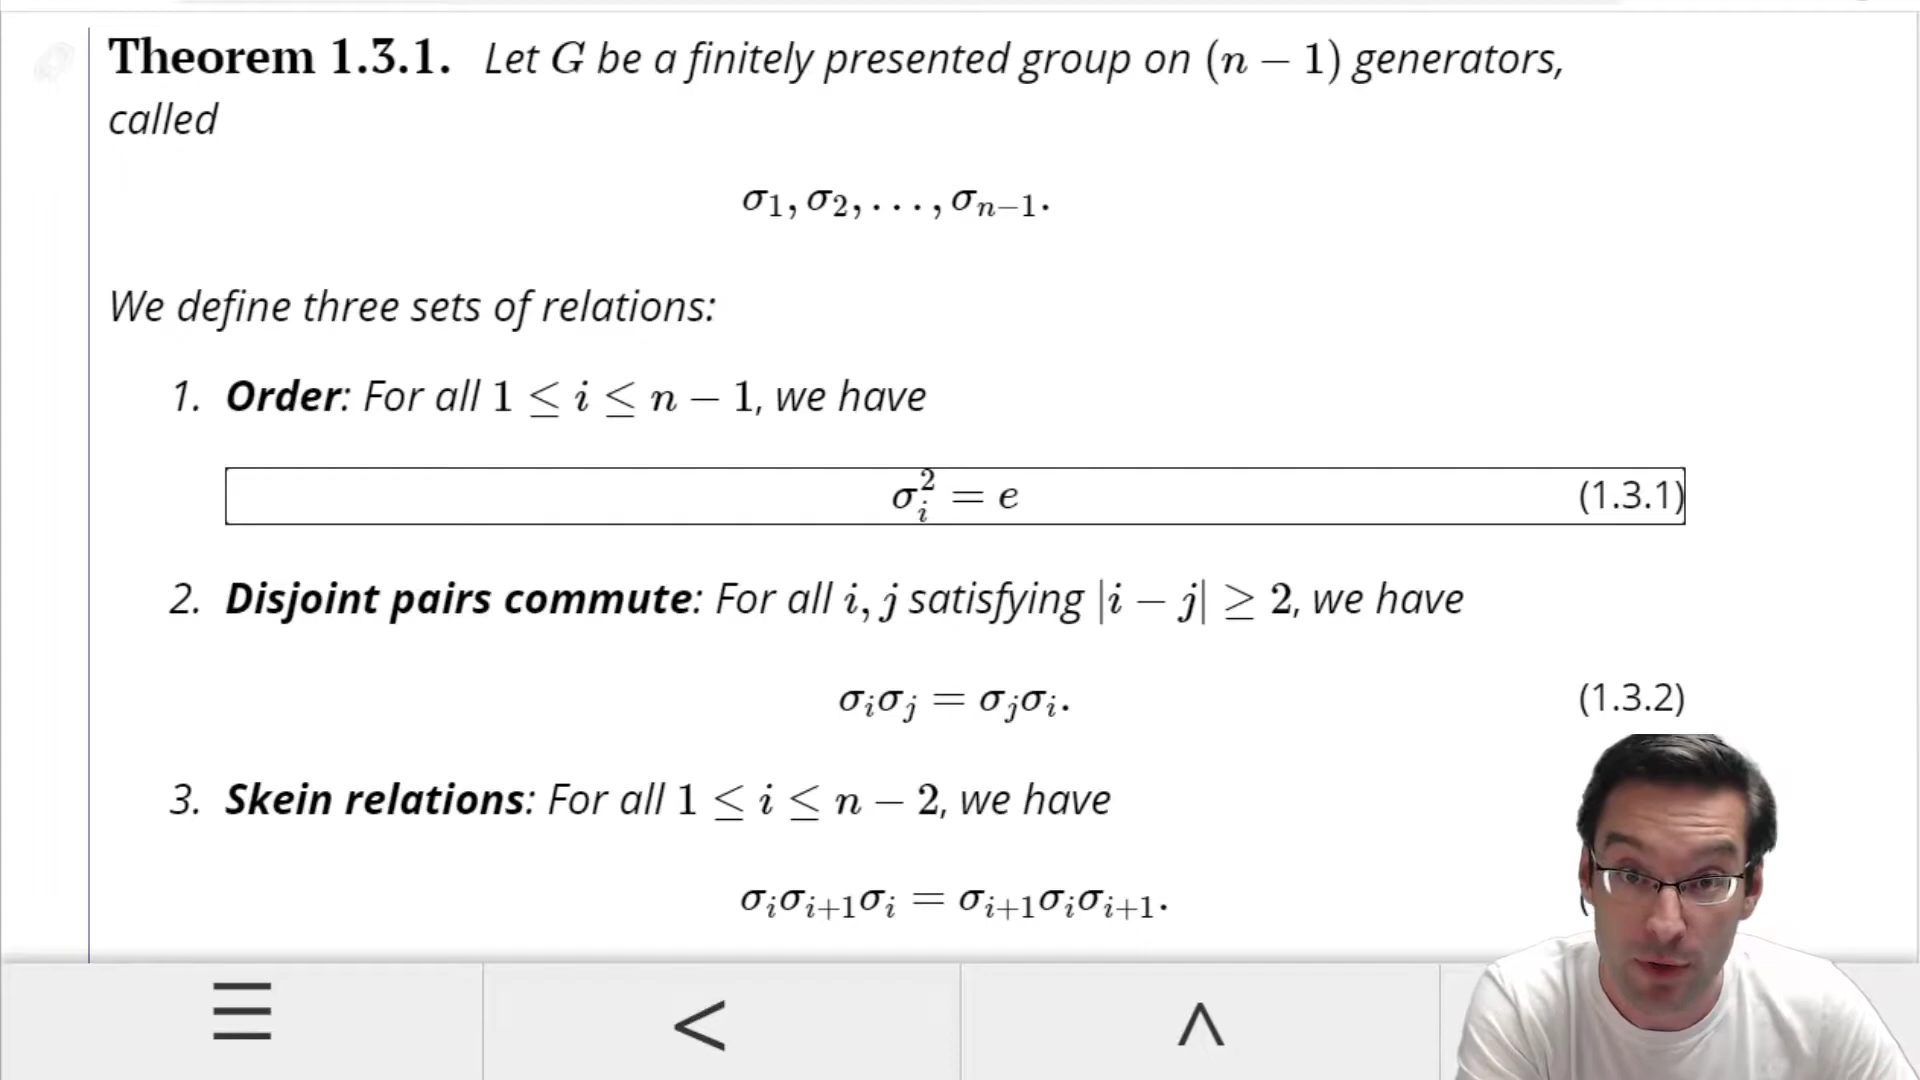 Theorem 1.3.1. Let G be a finitely presented group on (n − 1) generators,
called
σ₁, σ₂, . . . , σₙ₋₁.
We define three sets of relations:
1. Order: For all 1 ≤ i ≤ n − 1, we have
σᵢ² = e (1.3.1)
2. Disjoint pairs commute: For all i, j satisfying |i − j| ≥ 2, we have
σᵢσⱼ = σⱼσᵢ. (1.3.2)
3. Skein relations: For all 1 ≤ i ≤ n − 2, we have
σᵢσᵢ₊₁σᵢ = σᵢ₊₁σᵢσᵢ₊₁.